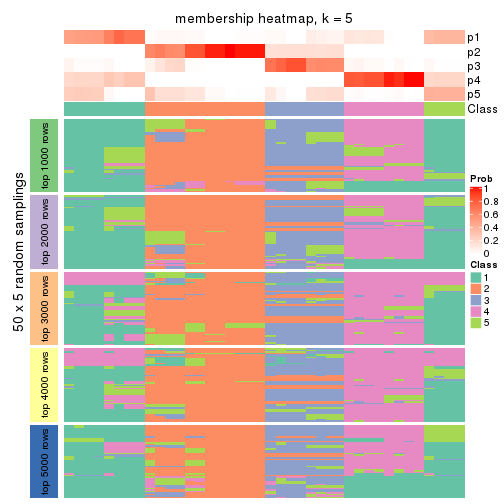 membership heatmap, k = 5
p1
p2
p3
p4
p5
Class
50 x 5 random samplings
top 1000 rows
top 2000 rows
top 3000 rows
top 4000 rows
top 5000 rows
Prob
1
0.8
0.6
0.4
0.2
0
Class
1
2
3
4
5